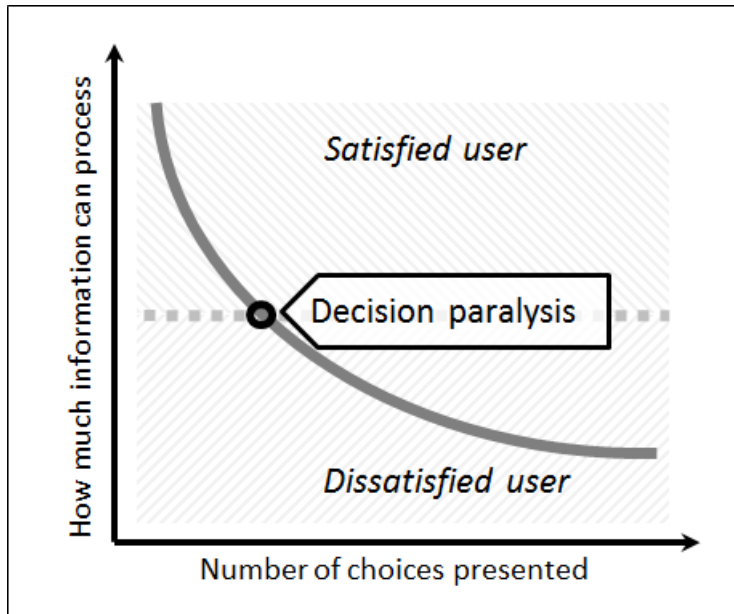 How much information can process
Satisfied user
Decision paralysis
Dissatisfied user
Number of choices presented